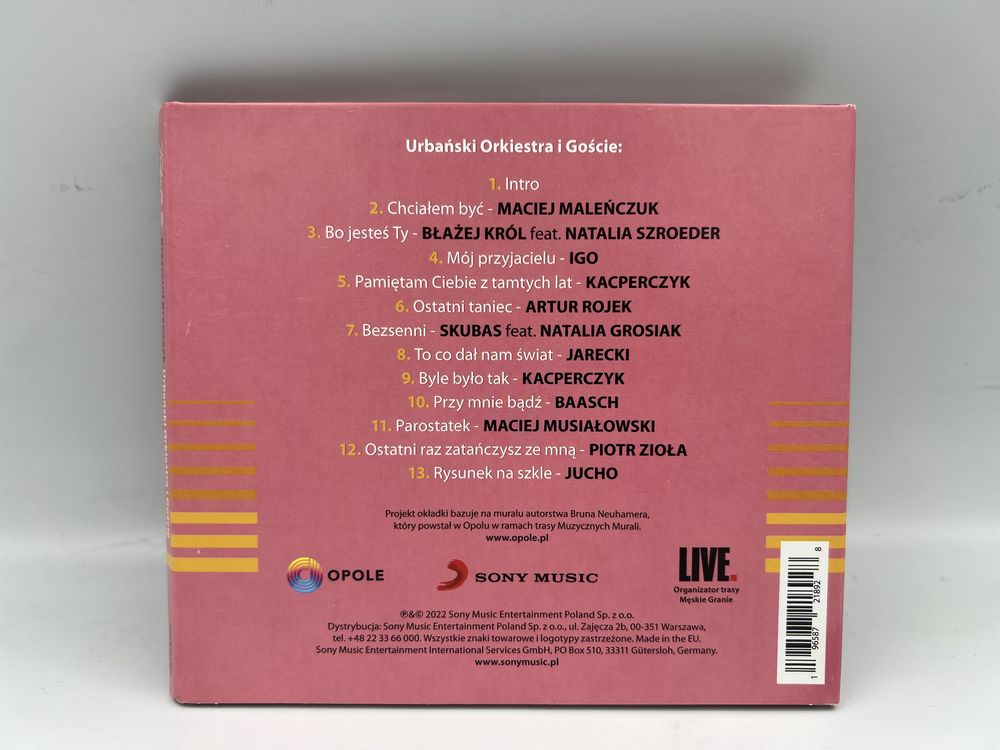 Urbański Orkiestra i Goście:
1. Intro
2. Chciałem być - MACIEJ MALEŃCZUK
3. Bo jesteś Ty - BŁAŻEJ KRÓL feat. NATALIA SZROEDER
4. Mój przyjacielu - IGO
5. Pamiętam Ciebie z tamtych lat - KACPERCZYK
6. Ostatni taniec - ARTUR ROJEK
7. Bezsenni - SKUBAS feat. NATALIA GROSIAK
8. To co dał nam świat - JARECKI
9. Byle było tak - KACPERCZYK
10. Przy mnie bądź - BAASCH
11. Parostatek - MACIEJ MUSIAŁOWSKI
12. Ostatni raz zatańczysz ze mną - PIOTR ZIOŁA
13. Rysunek na szkle - JUCHO
Projekt okładki bazuje na muralu autorstwa Bruna Neuhamera,
który powstał w Opolu w ramach trasy Muzycznych Murali.
www.opole.pl
OPOLE
SONY MUSIC
LIVE.
Organizator trasy
Męskie Granie
℗&© 2022 Sony Music Entertainment Poland Sp. z o.o.
Dystrybucja: Sony Music Entertainment Poland Sp. z o.o., ul. Zajęcza 2b, 00-351 Warszawa,
tel. +48 22 33 66 000. Wszystkie znaki towarowe i logotypy zastrzeżone. Made in the EU.
Sony Music Entertainment International Services GmbH, PO Box 510, 33311 Gütersloh, Germany.
www.sonymusic.pl
1 96587 21892 8